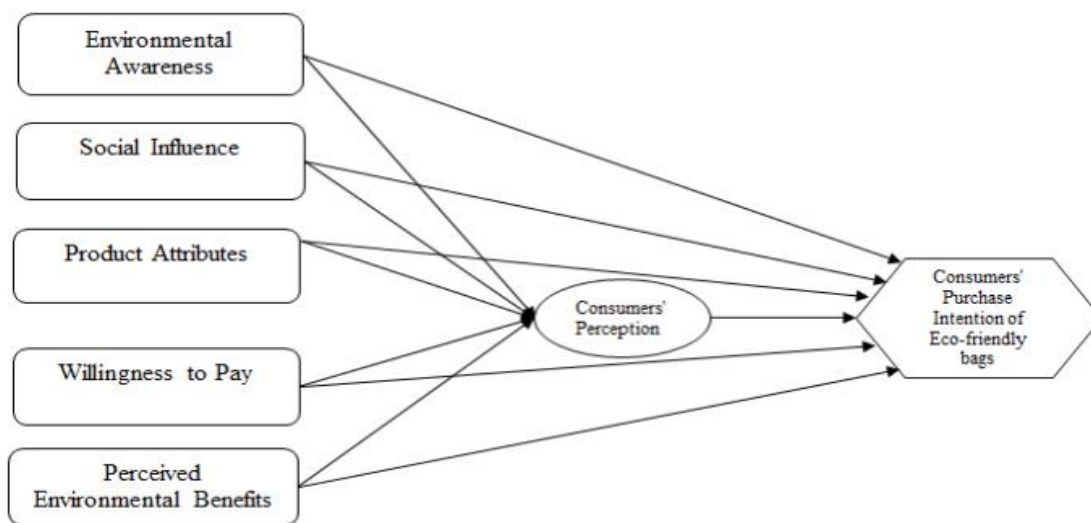 Environmental
Awareness
Social Influence
Product Attributes
Willingness to Pay
Perceived
Environmental Benefits
Consumers'
Perception
Consumers'
Purchase
Intention of
Eco-friendly
bags